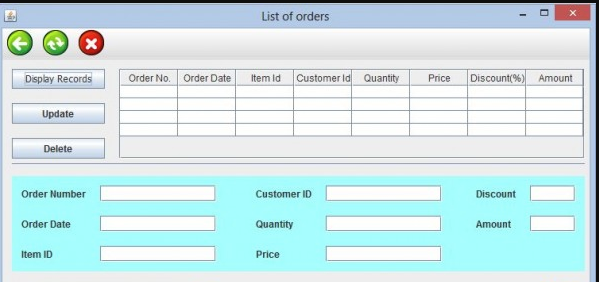 List of orders
Display Records
Order No. Order Date Item Id Customer Id Quantity Price Discount(%) Amount
Update
Delete
Order Number Customer ID Discount
Order Date Quantity Amount
Item ID Price